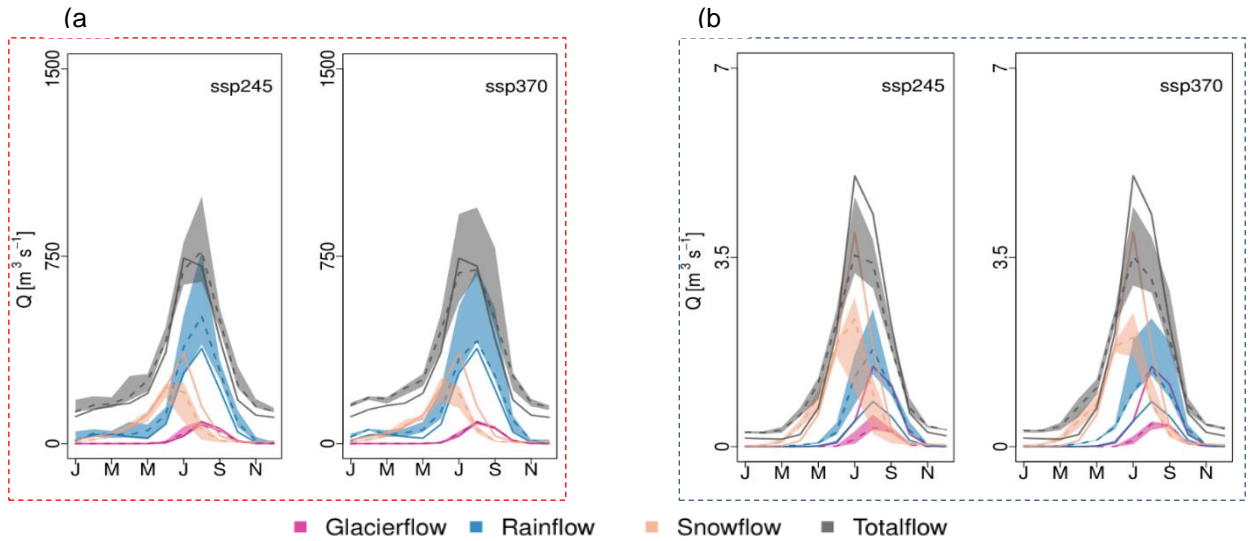 (a
(b
1500
750
0
Q [m³ s⁻¹]
ssp245
J M M J S N
1500
750
0
ssp370
J M M J S N
7
3.5
0
Q [m³ s⁻¹]
ssp245
J M M J S N
7
3.5
0
ssp370
J M M J S N
Glacierflow Rainflow Snowflow Totalflow